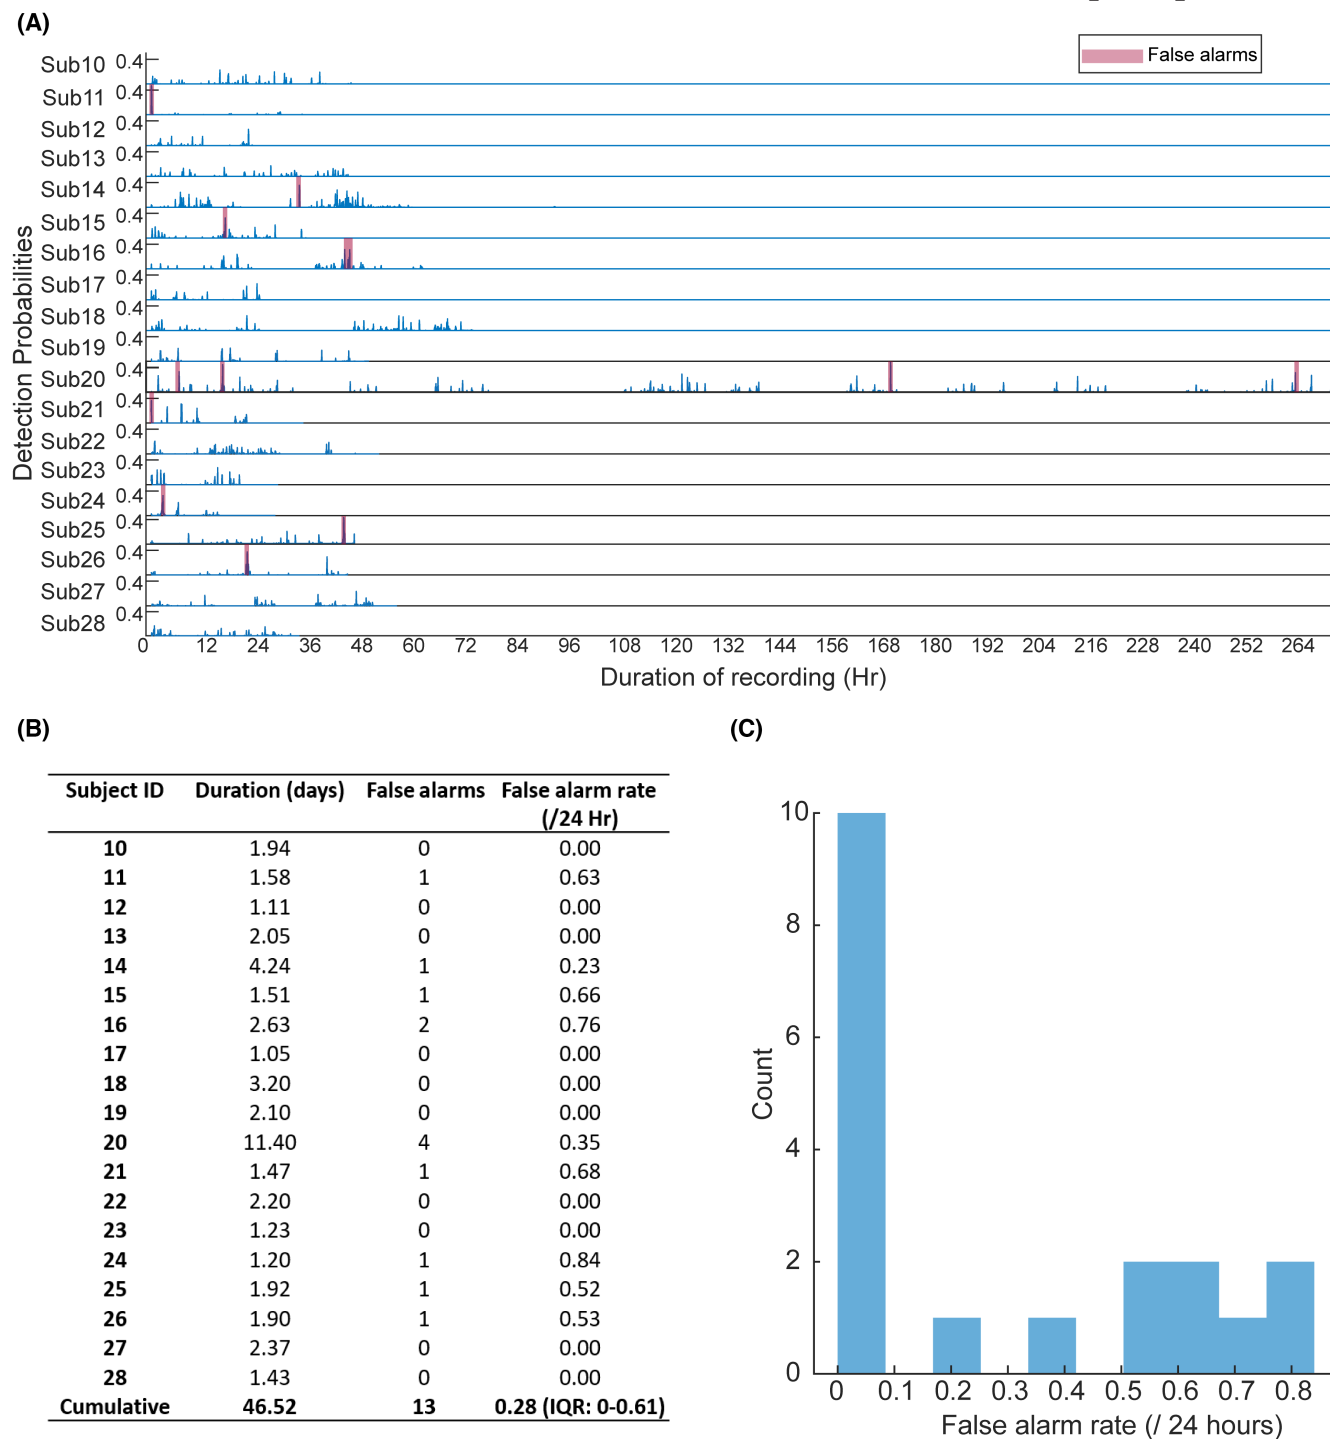 (A)
False alarms
Detection Probabilities
Sub10 0.4
Sub11 0.4
Sub12 0.4
Sub13 0.4
Sub14 0.4
Sub15 0.4
Sub16 0.4
Sub17 0.4
Sub18 0.4
Sub19 0.4
Sub20 0.4
Sub21 0.4
Sub22 0.4
Sub23 0.4
Sub24 0.4
Sub25 0.4
Sub26 0.4
Sub27 0.4
Sub28 0.4
0 12 24 36 48 60 72 84 96 108 120 132 144 156 168 180 192 204 216 228 240 252 264
Duration of recording (Hr)
(B)
Subject ID Duration (days) False alarms False alarm rate
(/24 Hr)
10 1.94 0 0.00
11 1.58 1 0.63
12 1.11 0 0.00
13 2.05 0 0.00
14 4.24 1 0.23
15 1.51 1 0.66
16 2.63 2 0.76
17 1.05 0 0.00
18 3.20 0 0.00
19 2.10 0 0.00
20 11.40 4 0.35
21 1.47 1 0.68
22 2.20 0 0.00
23 1.23 0 0.00
24 1.20 1 0.84
25 1.92 1 0.52
26 1.90 1 0.53
27 2.37 0 0.00
28 1.43 0 0.00
Cumulative 46.52 13 0.28 (IQR: 0-0.61)
(C)
Count
10
8
6
4
2
0
0 0.1 0.2 0.3 0.4 0.5 0.6 0.7 0.8
False alarm rate (/ 24 hours)